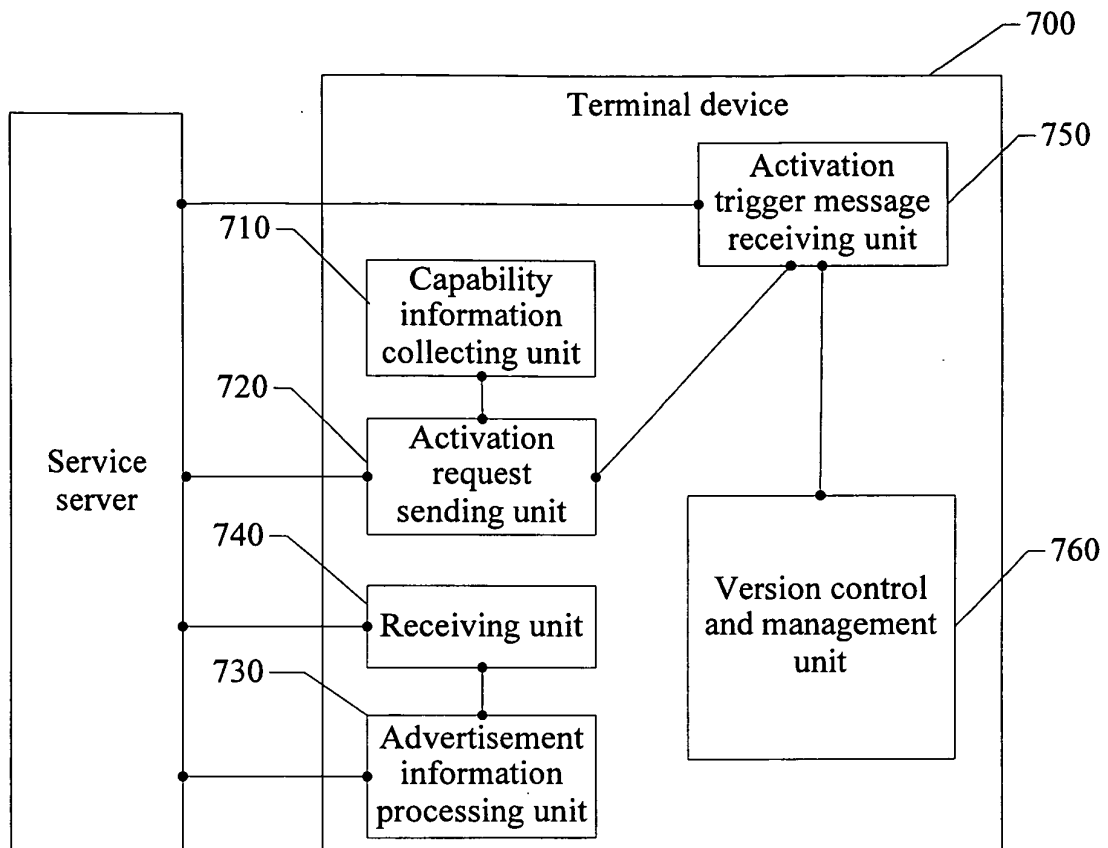 700
Terminal device
750
Activation
trigger message
receiving unit
710
Capability
information
collecting unit
720
Activation
request
sending unit
Service
server
740
Receiving unit
760
Version control
and management
unit
730
Advertisement
information
processing unit